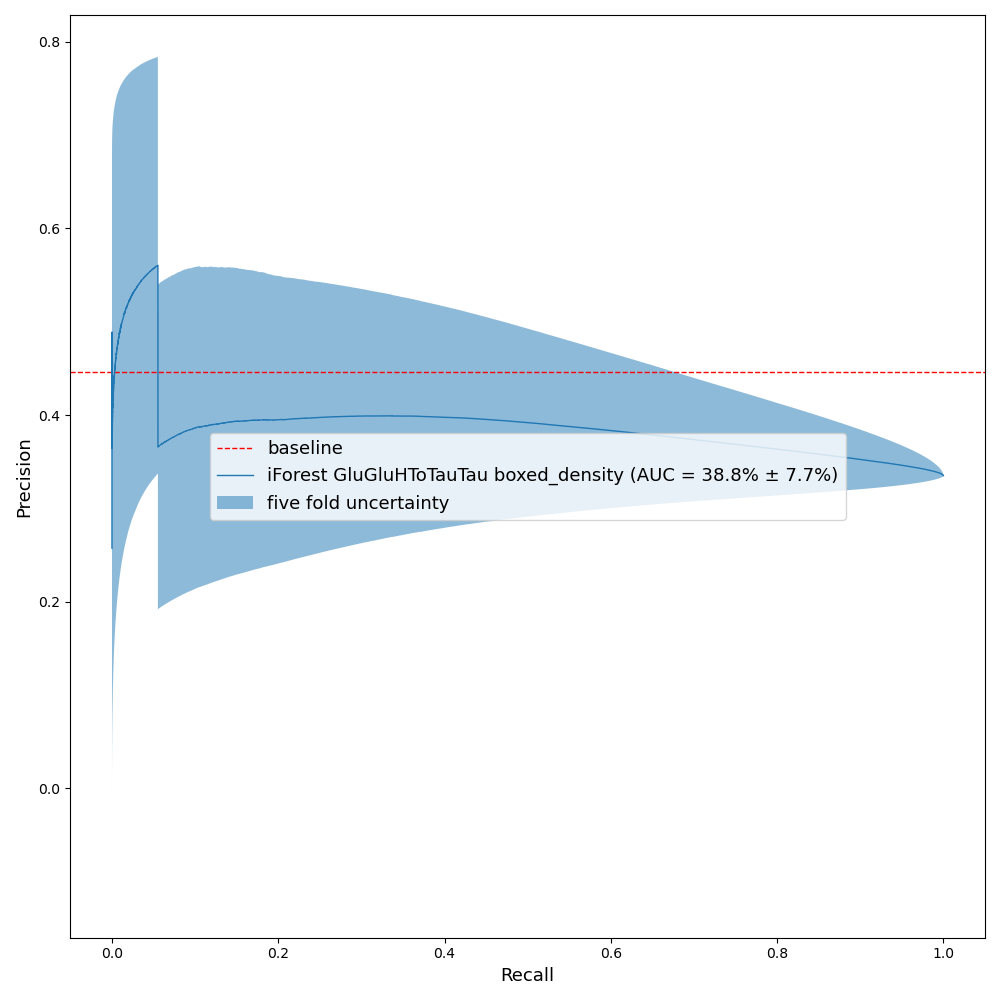 0.8
0.6
0.4
0.2
0.0
Precision
baseline
iForest GluGluHToTauTau boxed_density (AUC = 38.8% ± 7.7%)
five fold uncertainty
0.0 0.2 0.4 0.6 0.8 1.0
Recall